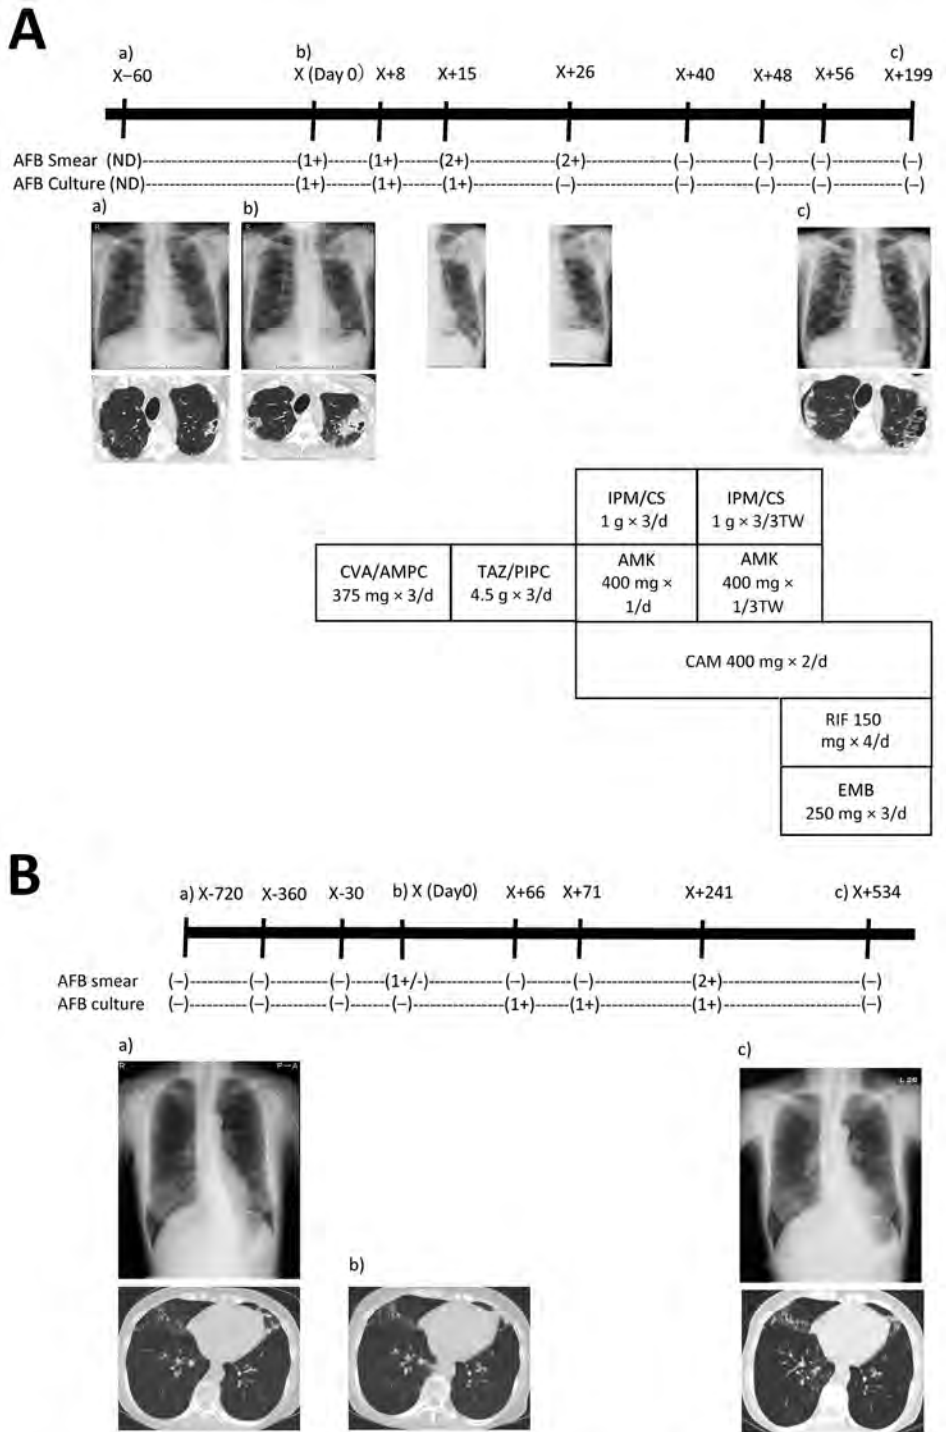 A
a) b) c)
X−60 X (Day 0) X+8 X+15 X+26 X+40 X+48 X+56 X+199
AFB Smear (ND) (1+) (1+) (2+) (2+) (−) (−) (−) (−)
AFB Culture (ND) (1+) (1+) (1+) (−) (−) (−) (−) (−)
a) b) c)
R R
IPM/CS IPM/CS
1 g × 3/d 1 g × 3/3TW
CVA/AMPC TAZ/PIPC AMK AMK
375 mg × 3/d 4.5 g × 3/d 400 mg × 400 mg ×
1/d 1/3TW
CAM 400 mg × 2/d
RIF 150
mg × 4/d
EMB
250 mg × 3/d
B
a) X-720 X-360 X-30 b) X (Day0) X+66 X+71 X+241 c) X+534
AFB smear (−) (−) (−) (1+/-) (−) (−) (2+) (−)
AFB culture (−) (−) (−) (−) (1+) (1+) (1+) (−)
a) c)
R P→A
b)